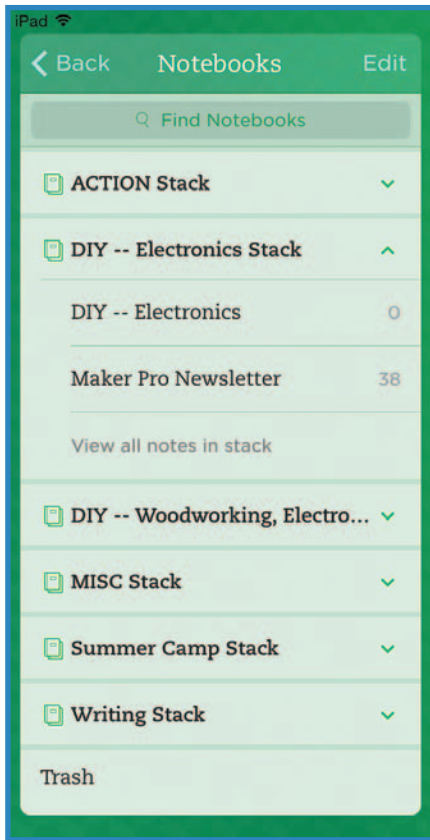 iPad
Back Notebooks Edit
Find Notebooks
ACTION Stack
DIY -- Electronics Stack
DIY -- Electronics 0
Maker Pro Newsletter 38
View all notes in stack
DIY -- Woodworking, Electro...
MISC Stack
Summer Camp Stack
Writing Stack
Trash